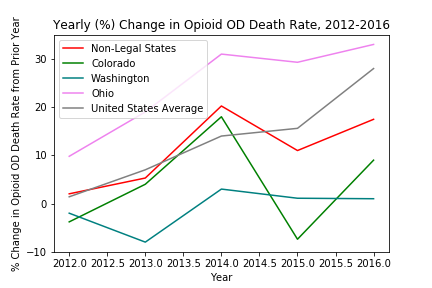 Yearly (%) Change in Opioid OD Death Rate, 2012-2016
% Change in Opioid OD Death Rate from Prior Year
Non-Legal States
Colorado
Washington
Ohio
United States Average
30
20
10
0
−10
2012.0 2012.5 2013.0 2013.5 2014.0 2014.5 2015.0 2015.5 2016.0
Year